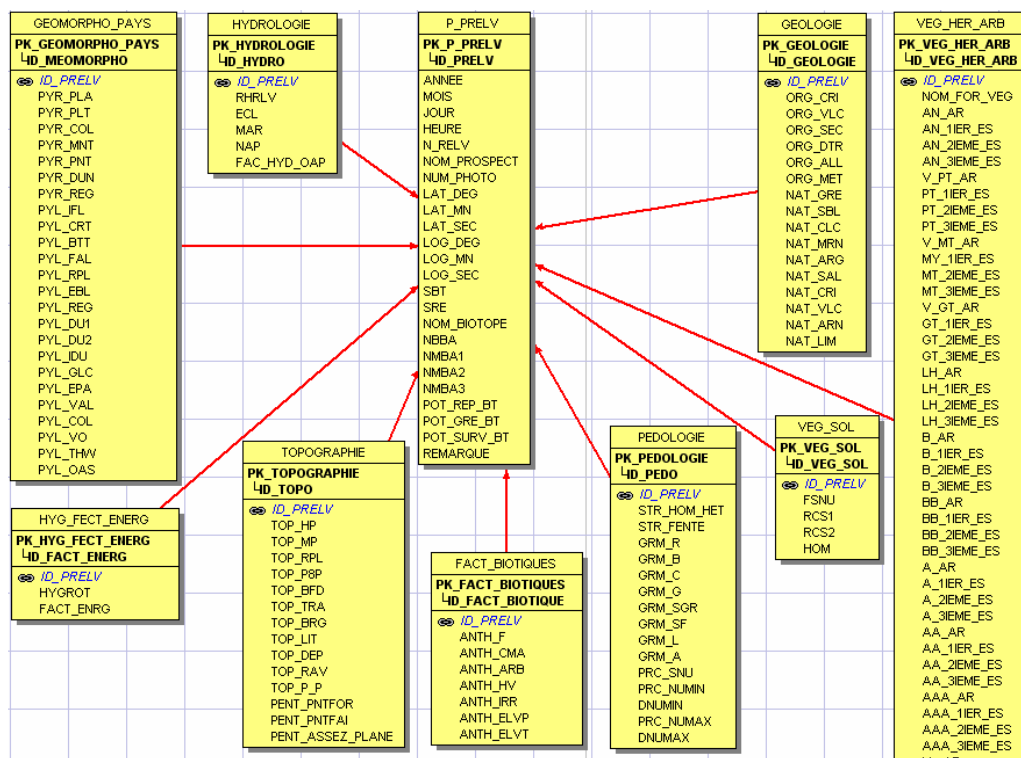 GEOMORPHO_PAYS
PK_GEOMORPHO_PAYS
ID_MEOMORPHO
ID_PRELV
PYR_PLA
PYR_PLT
PYR_COL
PYR_MNT
PYR_PNT
PYR_DUN
PYR_REG
PYL_IFL
PYL_CRT
PYL_BTT
PYL_FAL
PYL_RPL
PYL_EBL
PYL_REG
PYL_DU1
PYL_DU2
PYL_IDU
PYL_GLC
PYL_EPA
PYL_VAL
PYL_COL
PYL_VO
PYL_THW
PYL_OAS
HYDROLOGIE
PK_HYDROLOGIE
ID_HYDRO
ID_PRELV
RHRLV
ECL
MAR
NAP
FAC_HYD_OAP
P_PRELV
PK_P_PRELV
ID_PRELV
ANNEE
MOIS
JOUR
HEURE
N_RELV
NOM_PROSPECT
NUM_PHOTO
LAT_DEG
LAT_MN
LAT_SEC
LOG_DEG
LOG_MN
LOG_SEC
SBT
SRE
NOM_BIOTOPE
NBBA
NMBA1
NMBA2
NMBA3
POT_REP_BT
POT_GRE_BT
POT_SURV_BT
REMARQUE
GEOLOGIE
PK_GEOLOGIE
ID_GEOLOGIE
ID_PRELV
ORG_CRI
ORG_VLC
ORG_SEC
ORG_DTR
ORG_ALL
ORG_MET
NAT_GRE
NAT_SBL
NAT_CLC
NAT_MRN
NAT_ARG
NAT_SAL
NAT_CRI
NAT_VLC
NAT_ARN
NAT_LIM
VEG_HER_ARB
PK_VEG_HER_ARB
ID_VEG_HER_ARB
ID_PRELV
NOM_FOR_VEG
AN_AR
AN_1IER_ES
AN_2IEME_ES
AN_3IEME_ES
V_PT_AR
PT_1IER_ES
PT_2IEME_ES
PT_3IEME_ES
V_MT_AR
MY_1IER_ES
MT_2IEME_ES
MT_3IEME_ES
V_GT_AR
GT_1IER_ES
GT_2IEME_ES
GT_3IEME_ES
LH_AR
LH_1IER_ES
LH_2IEME_ES
LH_3IEME_ES
B_AR
B_1IER_ES
B_2IEME_ES
B_3IEME_ES
BB_AR
BB_1IER_ES
BB_2IEME_ES
BB_3IEME_ES
A_AR
A_1IER_ES
A_2IEME_ES
A_3IEME_ES
AA_AR
AA_1IER_ES
AA_2IEME_ES
AA_3IEME_ES
AAA_AR
AAA_1IER_ES
AAA_2IEME_ES
AAA_3IEME_ES
HYG_FECT_ENERG
PK_HYG_FECT_ENERG
ID_FACT_ENERG
ID_PRELV
HYGROT
FACT_ENRG
TOPOGRAPHIE
PK_TOPOGRAPHIE
ID_TOPO
ID_PRELV
TOP_HP
TOP_MP
TOP_RPL
TOP_P8P
TOP_BFD
TOP_TRA
TOP_BRG
TOP_LIT
TOP_DEP
TOP_RAV
TOP_P_P
PENT_PNTFOR
PENT_PNTFAI
PENT_ASSEZ_PLANE
FACT_BIOTIQUES
PK_FACT_BIOTIQUES
ID_FACT_BIOTIQUE
ID_PRELV
ANTH_F
ANTH_CMA
ANTH_ARB
ANTH_HV
ANTH_IRR
ANTH_ELVP
ANTH_ELVT
PEDOLOGIE
PK_PEDOLOGIE
ID_PEDO
ID_PRELV
STR_HOM_HET
STR_FENTE
GRM_R
GRM_B
GRM_C
GRM_G
GRM_SGR
GRM_SF
GRM_L
GRM_A
PRC_SNU
PRC_NUMIN
DNUMIN
PRC_NUMAX
DNUMAX
VEG_SOL
PK_VEG_SOL
ID_VEG_SOL
ID_PRELV
FSNU
RCS1
RCS2
HOM